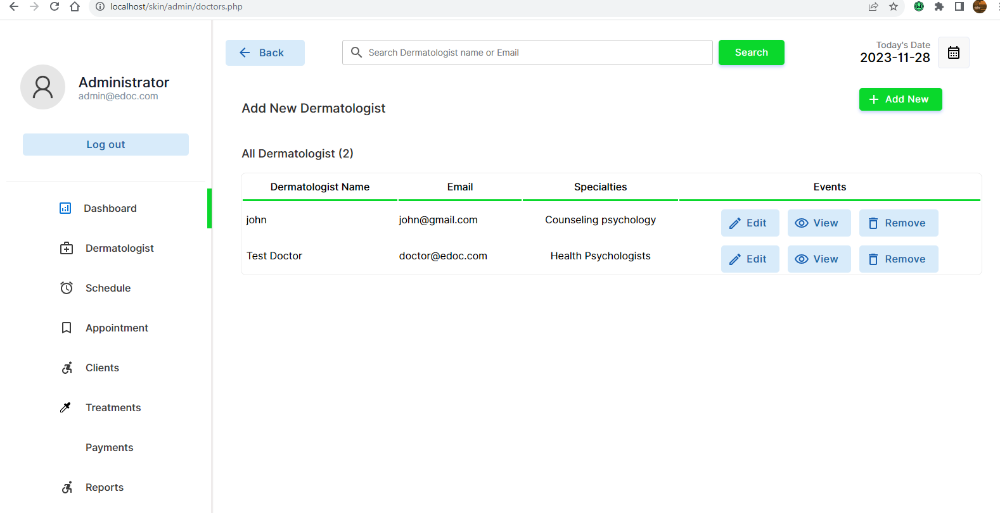 localhost/skin/admin/doctors.php
Administrator
admin@edoc.com
Log out
Dashboard
Dermatologist
Schedule
Appointment
Clients
Treatments
Payments
Reports
Back
Search Dermatologist name or Email
Search
Today's Date
2023-11-28
Add New Dermatologist
Add New
All Dermatologist (2)
Dermatologist Name Email Specialties Events
john john@gmail.com Counseling psychology Edit View Remove
Test Doctor doctor@edoc.com Health Psychologists Edit View Remove